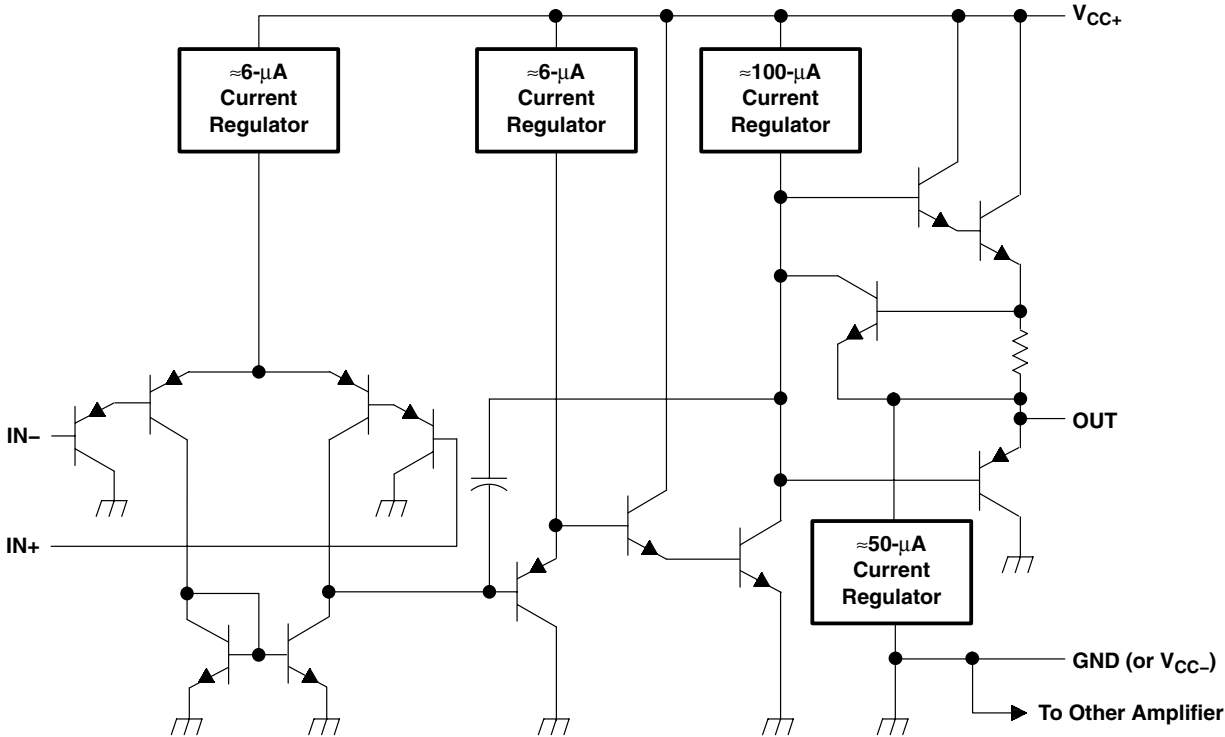 V_CC+
≈6-μA
Current
Regulator
≈6-μA
Current
Regulator
≈100-μA
Current
Regulator
IN−
OUT
IN+
≈50-μA
Current
Regulator
GND (or V_CC−)
To Other Amplifier